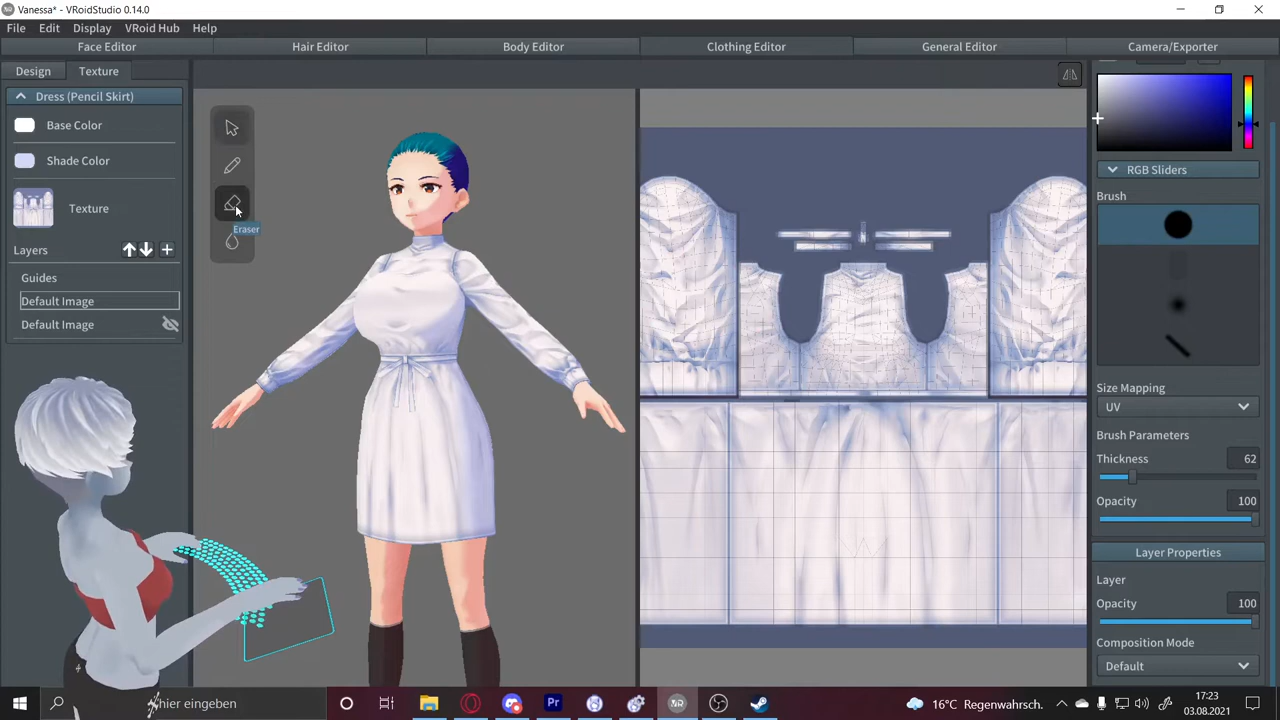 Vanessa* - VRoidStudio 0.14.0
File Edit Display VRoid Hub Help
Face Editor Hair Editor Body Editor Clothing Editor General Editor Camera/Exporter
Design Texture
Dress (Pencil Skirt)
Base Color
Shade Color
Texture
Layers
Guides
Default Image
Default Image
Eraser
RGB Sliders
Brush
Size Mapping
UV
Brush Parameters
Thickness 62
Opacity 100
Layer Properties
Layer
Opacity 100
Composition Mode
Default
hier eingeben
Pr
16°C Regenwahrsch.
17:23
03.08.2021